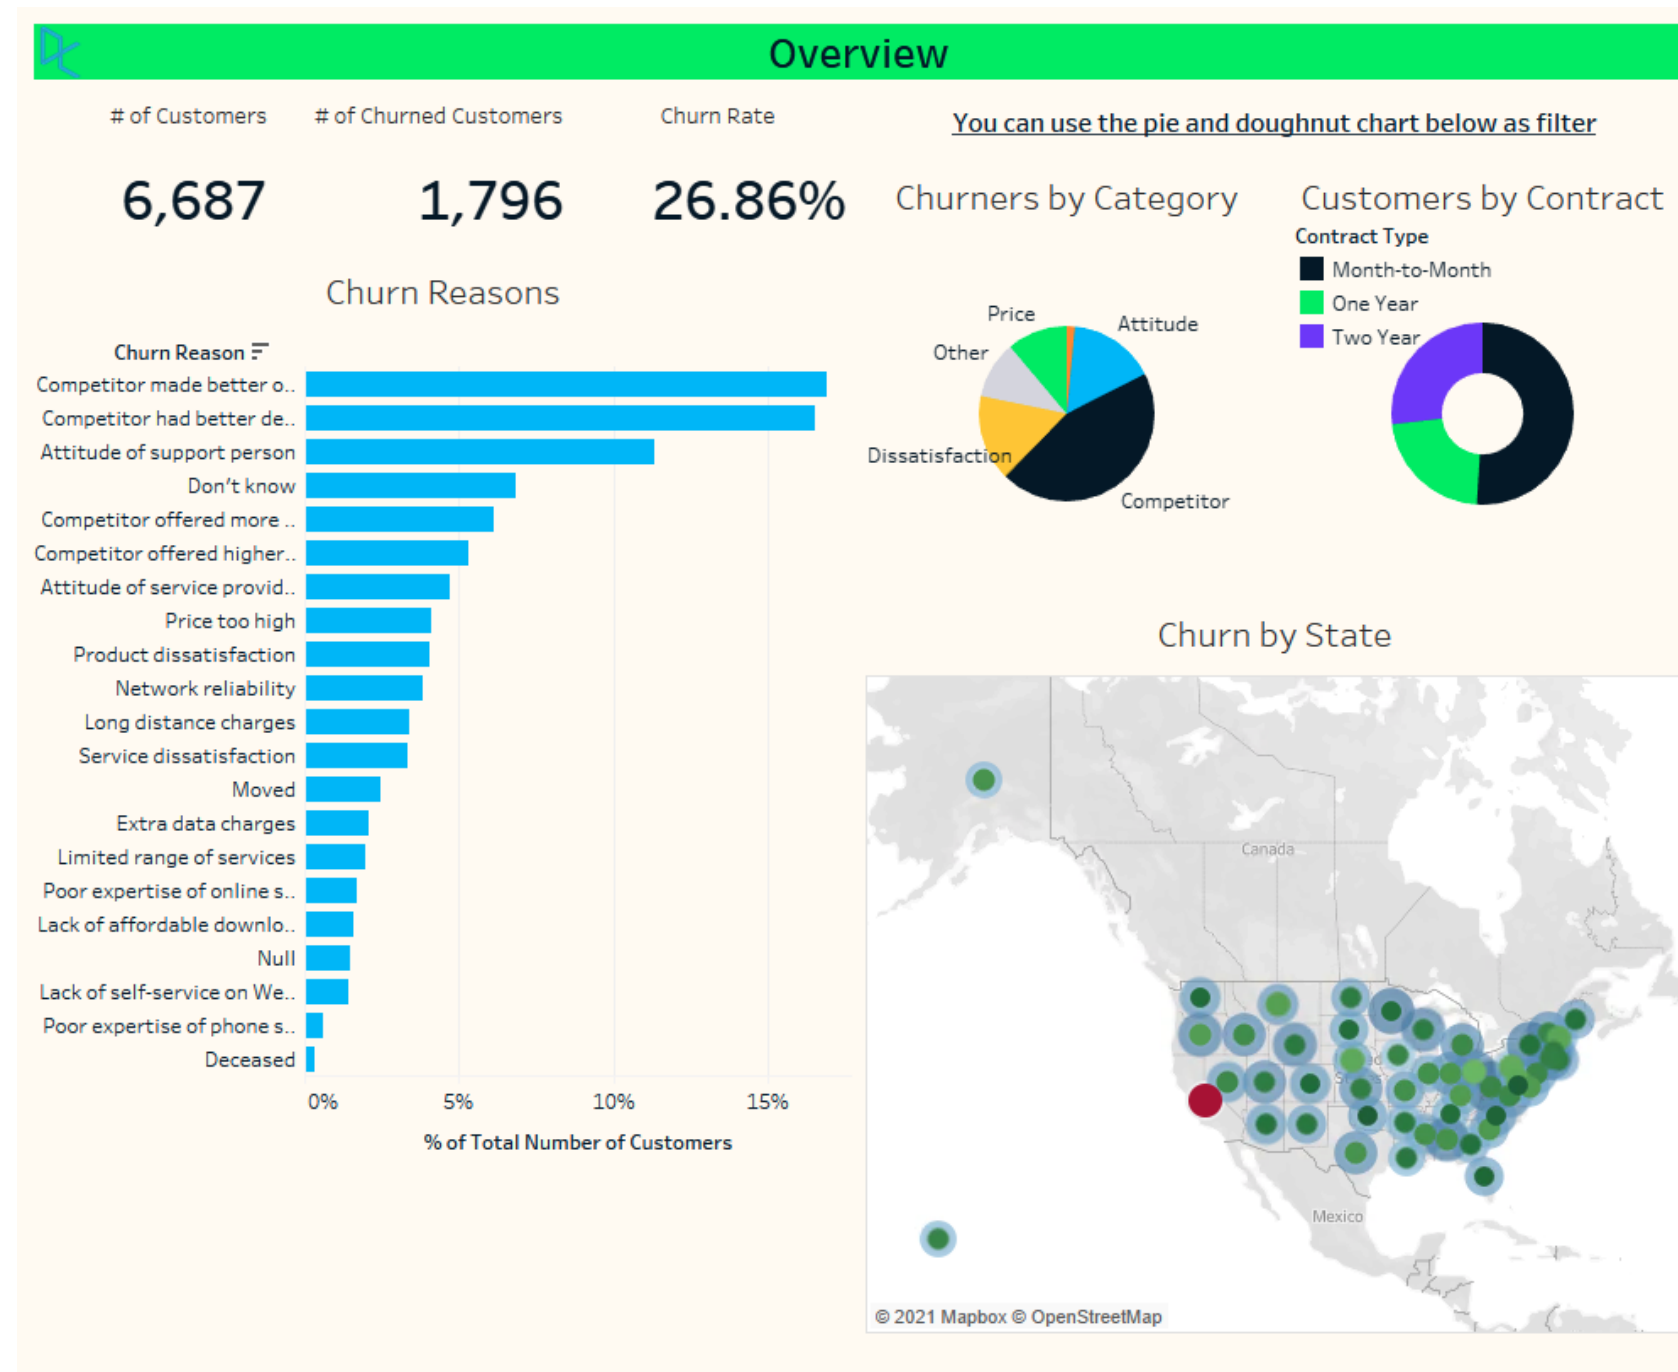 Overview
# of Customers
# of Churned Customers
Churn Rate
6,687
1,796
26.86%
You can use the pie and doughnut chart below as filter
Churners by Category
Price
Attitude
Other
Dissatisfaction
Competitor
Customers by Contract
Contract Type
Month-to-Month
One Year
Two Year
Churn Reasons
Churn Reason
Competitor made better o..
Competitor had better de..
Attitude of support person
Don't know
Competitor offered more ..
Competitor offered higher..
Attitude of service provid..
Price too high
Product dissatisfaction
Network reliability
Long distance charges
Service dissatisfaction
Moved
Extra data charges
Limited range of services
Poor expertise of online s..
Lack of affordable downlo..
Null
Lack of self-service on We..
Poor expertise of phone s..
Deceased
0%
5%
10%
15%
% of Total Number of Customers
Churn by State
Canada
Mexico
© 2021 Mapbox © OpenStreetMap